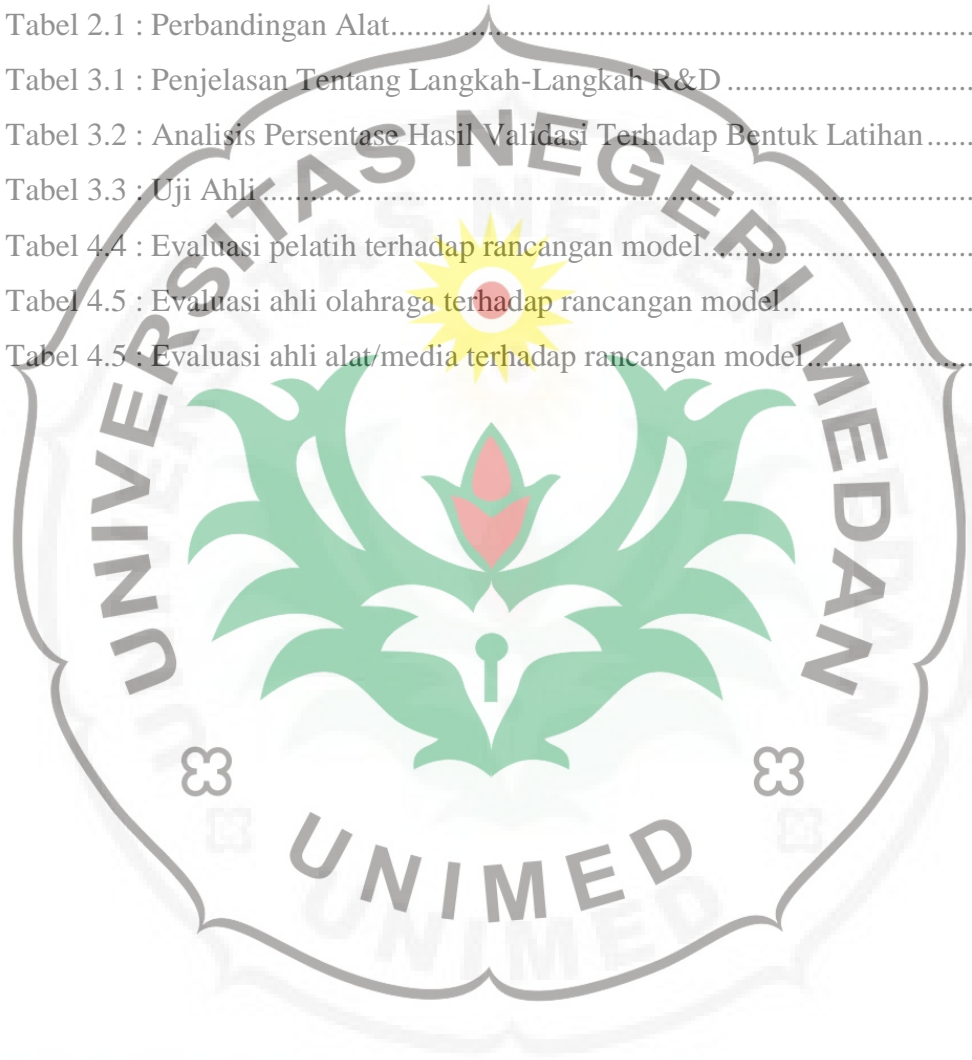 Tabel 2.1 : Perbandingan Alat.......................................................................
Tabel 3.1 : Penjelasan Tentang Langkah-Langkah R&D ..............................
Tabel 3.2 : Analisis Persentase Hasil Validasi Terhadap Bentuk Latihan......
Tabel 3.3 : Uji Ahli.......................................................................................
Tabel 4.4 : Evaluasi pelatih terhadap rancangan model.................................
Tabel 4.5 : Evaluasi ahli olahraga terhadap rancangan model.......................
Tabel 4.5 : Evaluasi ahli alat/media terhadap rancangan model....................
UNIVERSITAS NEGERI MEDAN
UNIMED